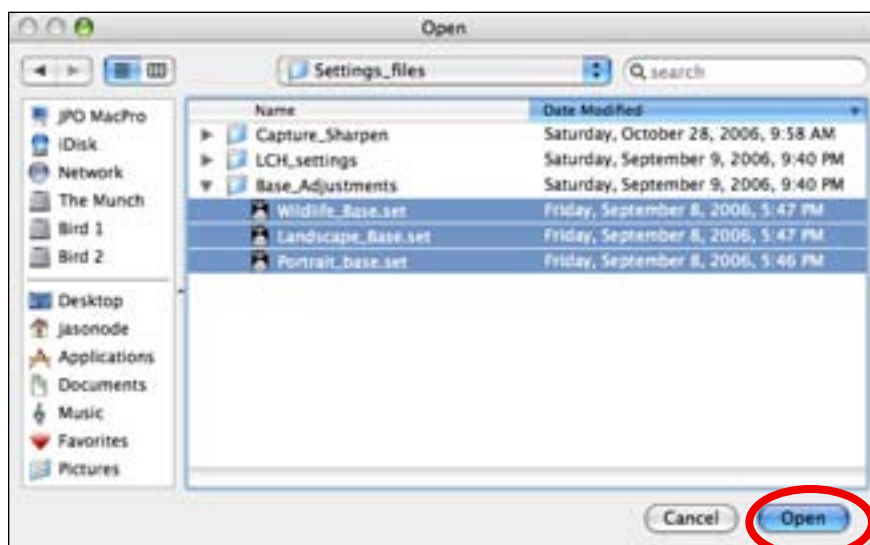 Open
Settings_files
search
Name Date Modified
JPO MacPro
iDisk
Network
The Munch
Bird 1
Bird 2
Desktop
jasonode
Applications
Documents
Music
Favorites
Pictures
Capture_Sharpen Saturday, October 28, 2006, 9:58 AM
LCH_settings Saturday, September 9, 2006, 9:40 PM
Base_Adjustments Saturday, September 9, 2006, 9:40 PM
Wildlife_Base.set Friday, September 8, 2006, 5:47 PM
Landscape_Base.set Friday, September 8, 2006, 5:47 PM
Portrait_base.set Friday, September 8, 2006, 5:46 PM
Cancel Open